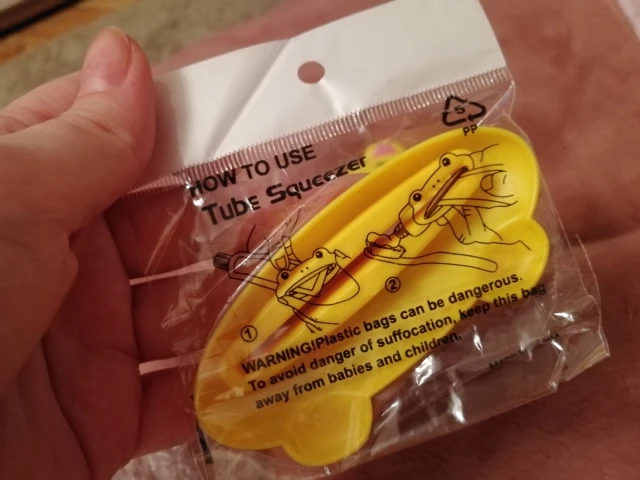 5
PP
HOW TO USE
Tube Squeezer
1
2
WARNING!Plastic bags can be dangerous.
To avoid danger of suffocation, keep this bag
away from babies and children.